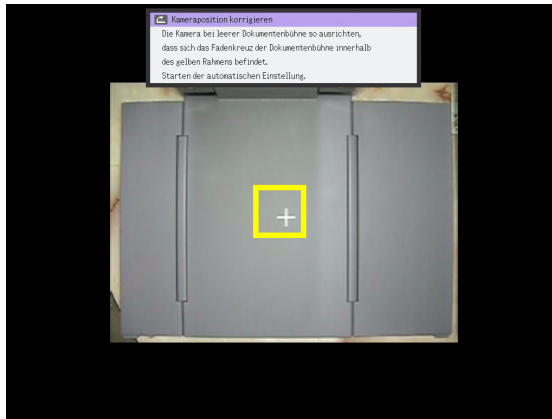 Kameraposition korrigieren
Die Kamera bei leerer Dokumentenbühne so ausrichten,
dass sich das Fadenkreuz der Dokumentenbühne innerhalb
des gelben Rahmens befindet.
Starten der automatischen Einstellung.